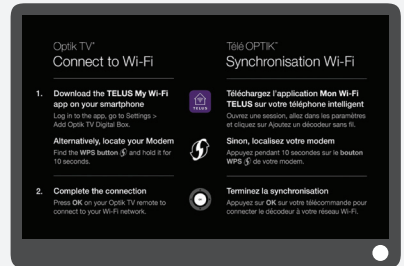 Optik TV™
Connect to Wi-Fi
1. Download the TELUS My Wi-Fi
app on your smartphone
Log in to the app, go to Settings >
Add Optik TV Digital Box.
Alternatively, locate your Modem
Find the WPS button and hold it for
10 seconds.
2. Complete the connection
Press OK on your Optik TV remote to
connect to your Wi-Fi network.
TELUS
Télé OPTIK™
Synchronisation Wi-Fi
Téléchargez l'application Mon Wi-Fi
TELUS sur votre téléphone intelligent
Ouvrez une session, allez dans les paramètres
et cliquez sur Ajoutez un décodeur sans fil.
Sinon, localisez votre modem
Appuyez pendant 10 secondes sur le bouton
WPS de votre modem.
Terminez la synchronisation
Appuyez sur OK sur votre télécommande pour
connecter le décodeur à votre réseau Wi-Fi.